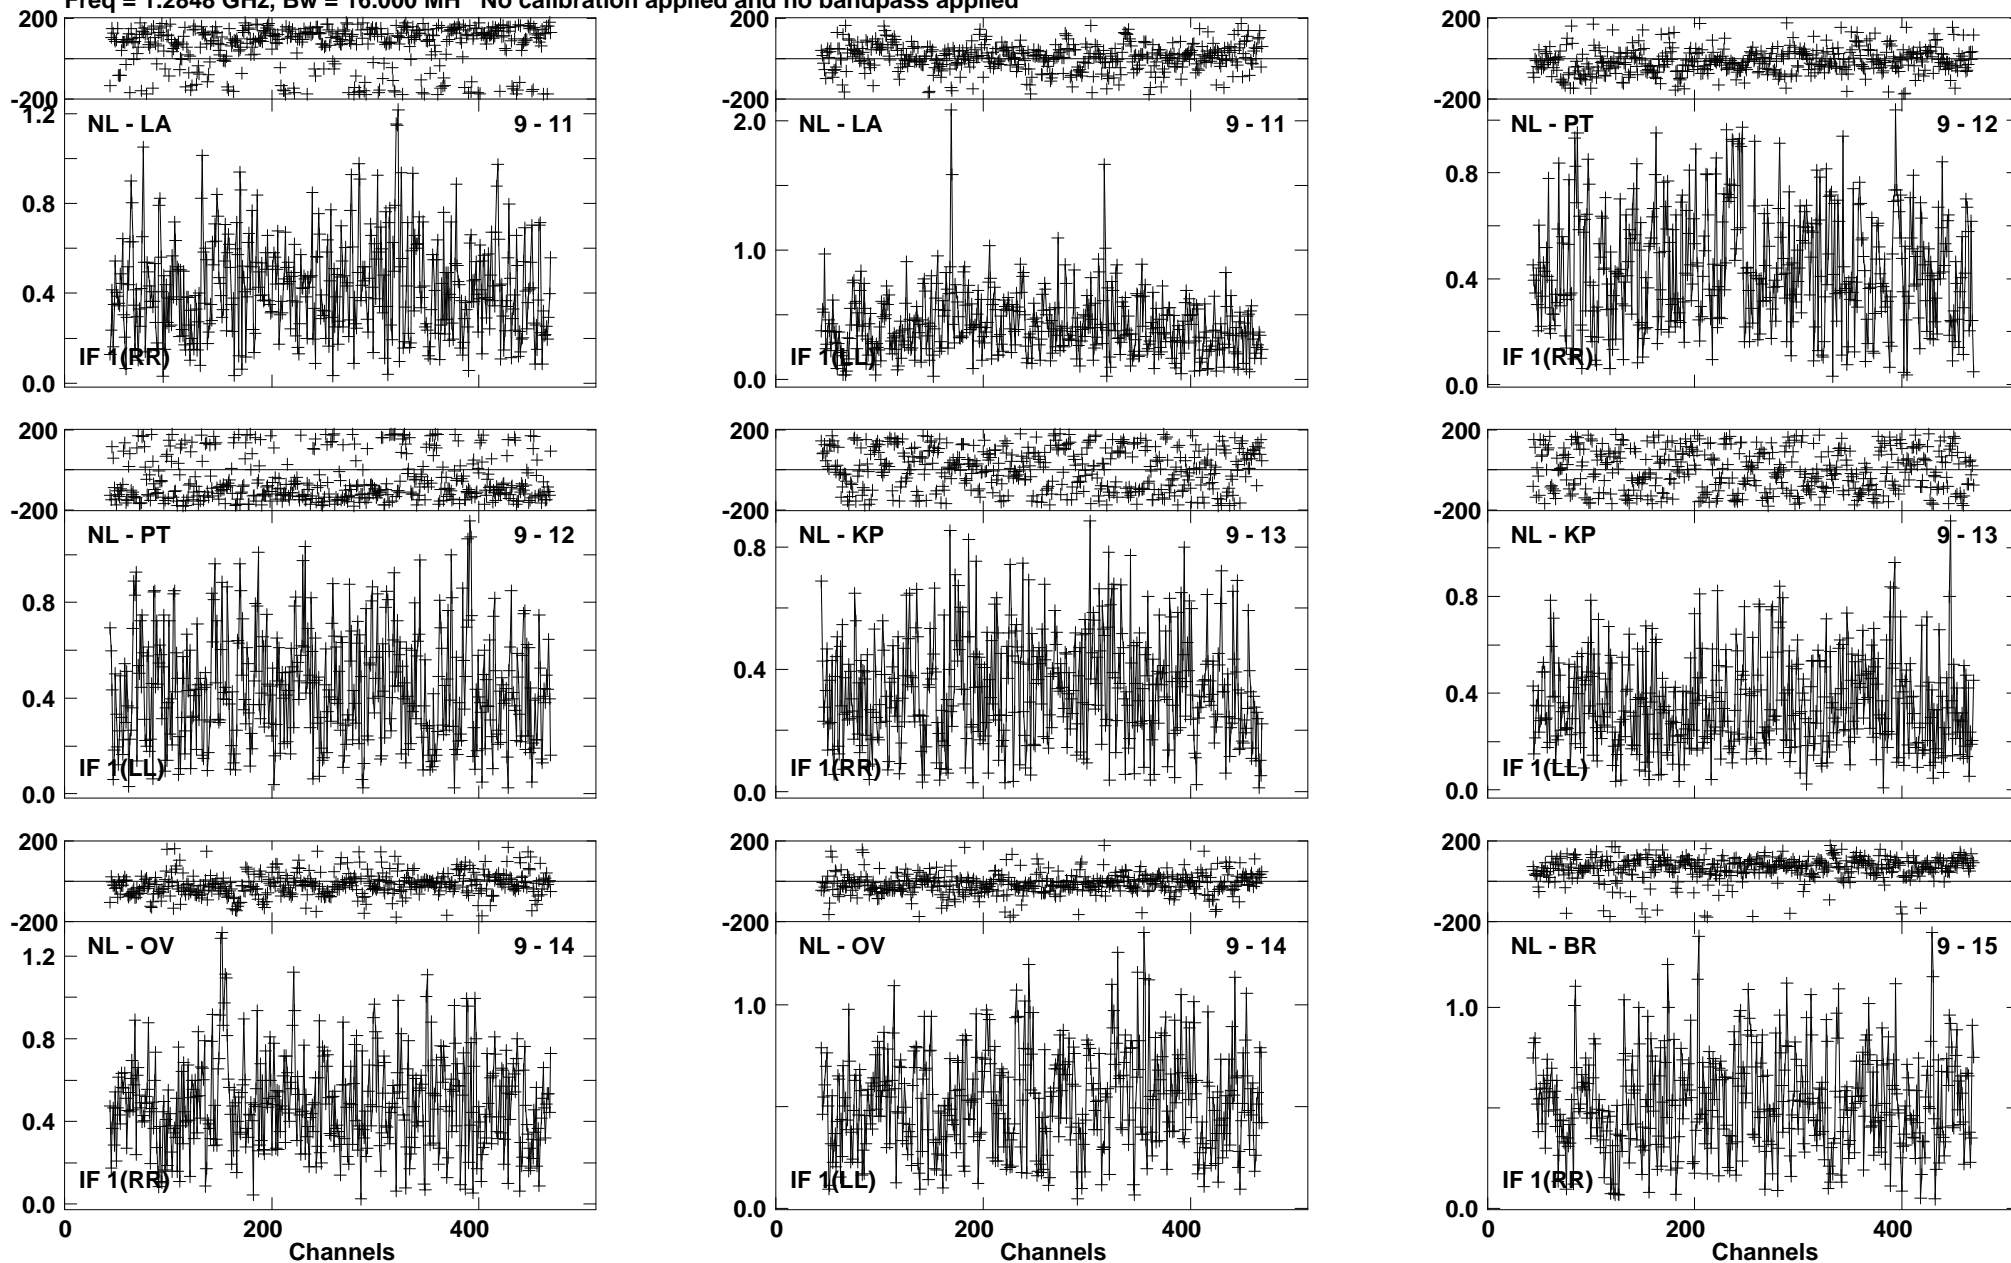 Freq = 1.2848 GHz, Bw = 16.000 MH No calibration applied and no bandpass applied
200 200 200
-200 -200 -200
NL - LA 9 - 11 NL - LA 9 - 11 NL - PT 9 - 12
1.2 2.0
0.8 1.0 0.8
0.4 0.4
IF 1(RR) IF 1(LL) IF 1(RR)
0.0 0.0 0.0
200 200 200
-200 -200 -200
NL - PT 9 - 12 NL - KP 9 - 13 NL - KP 9 - 13
0.8 0.8 0.8
0.4 0.4 0.4
IF 1(LL) IF 1(RR) IF 1(LL)
0.0 0.0 0.0
200 200 200
-200 -200 -200
NL - OV 9 - 14 NL - OV 9 - 14 NL - BR 9 - 15
1.2
0.8 1.0 1.0
0.4
IF 1(RR) IF 1(LL) IF 1(RR)
0.0 0.0 0.0
0 200 400 0 200 400 0 200 400
Channels Channels Channels